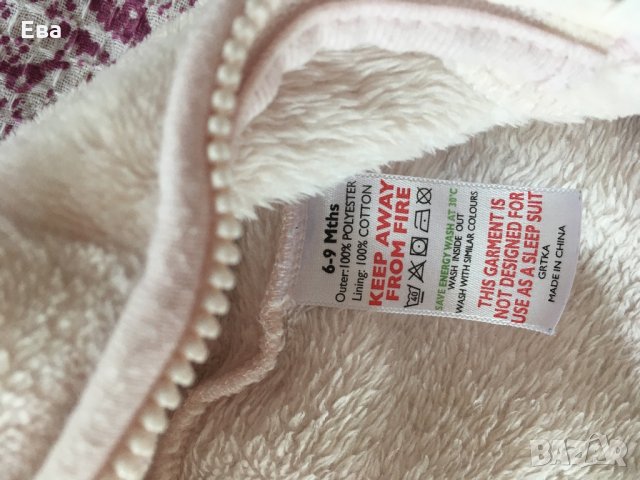 Ева
6-9 Mths
Outer:100% POLYESTER
Lining: 100% COTTON
KEEP AWAY
FROM FIRE
40
SAVE ENERGY WASH AT 30°C
WASH INSIDE OUT
WASH WITH SIMILAR COLOURS
THIS GARMENT IS
NOT DESIGNED FOR
USE AS A SLEEP SUIT
GRTKA
MADE IN CHINA
BAZAR